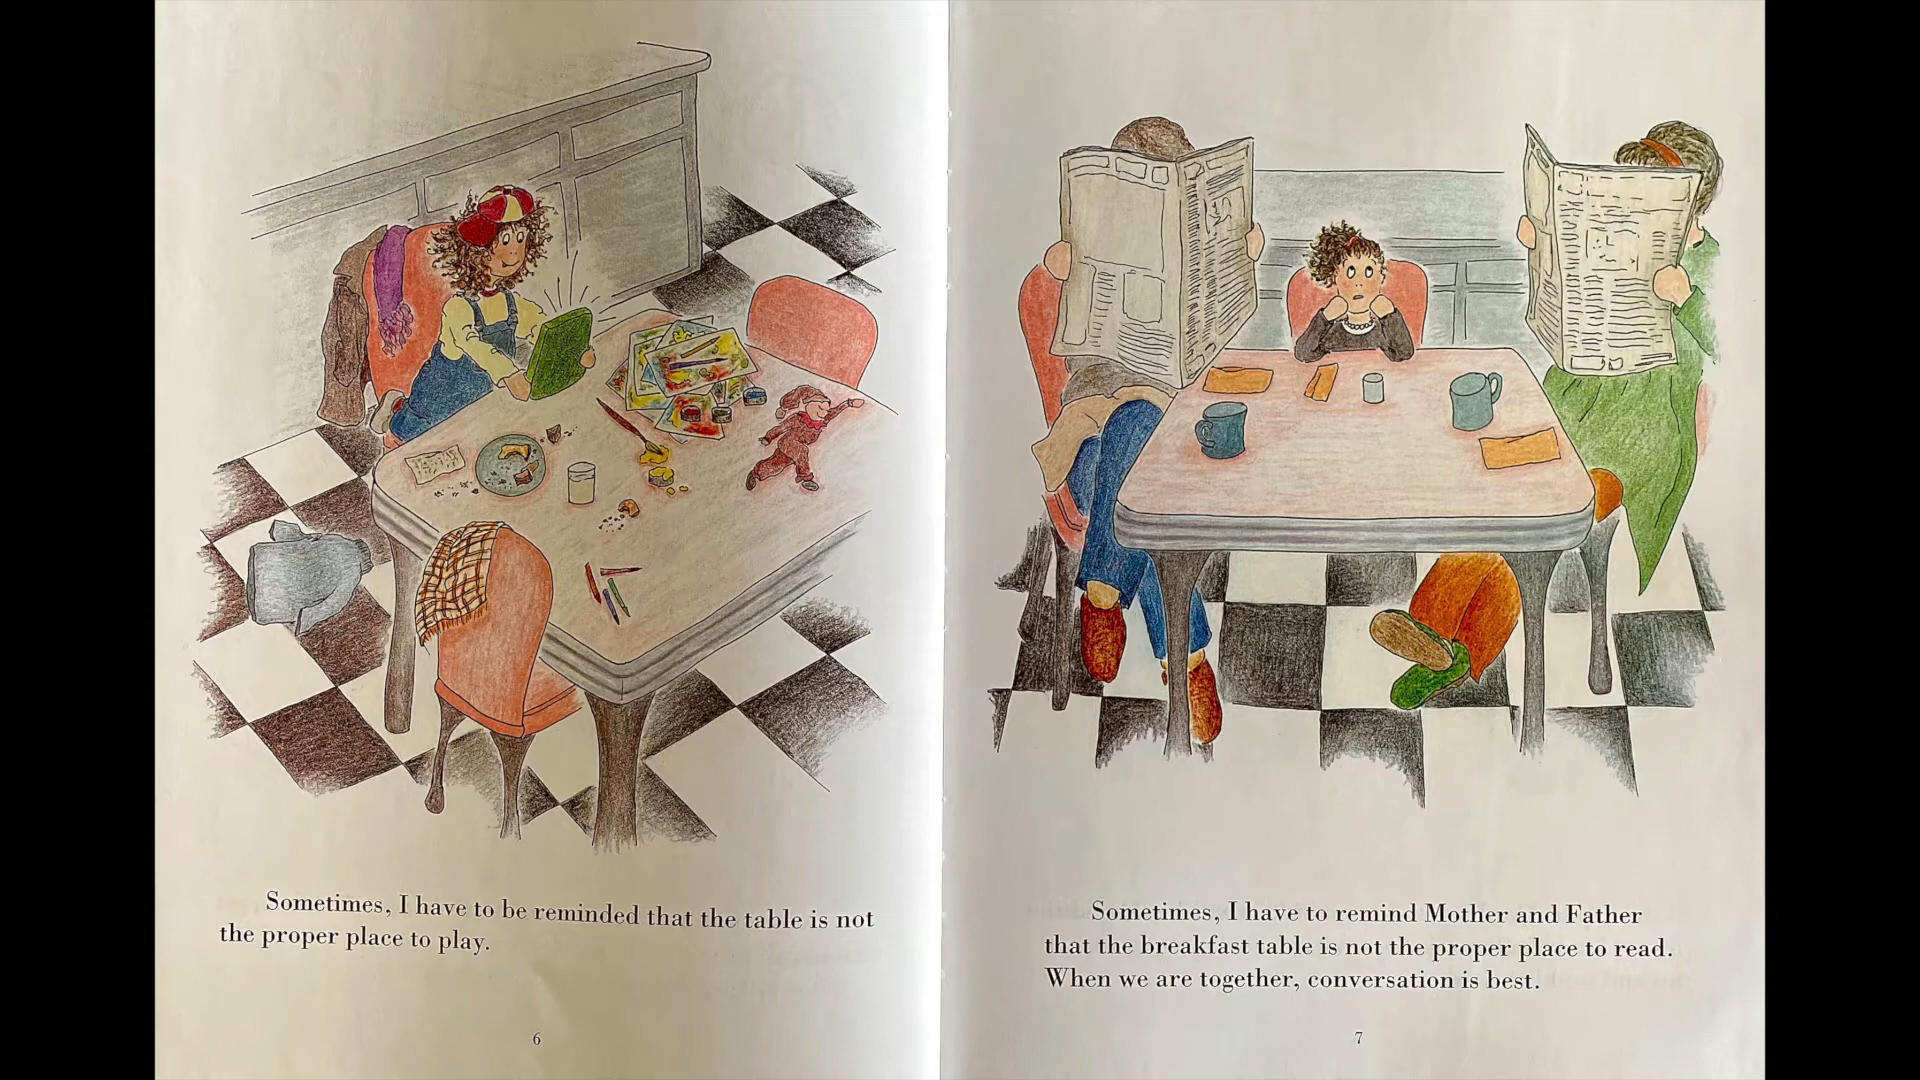 Sometimes, I have to be reminded that the table is not
the proper place to play.
6
Sometimes, I have to remind Mother and Father
that the breakfast table is not the proper place to read.
When we are together, conversation is best.
7